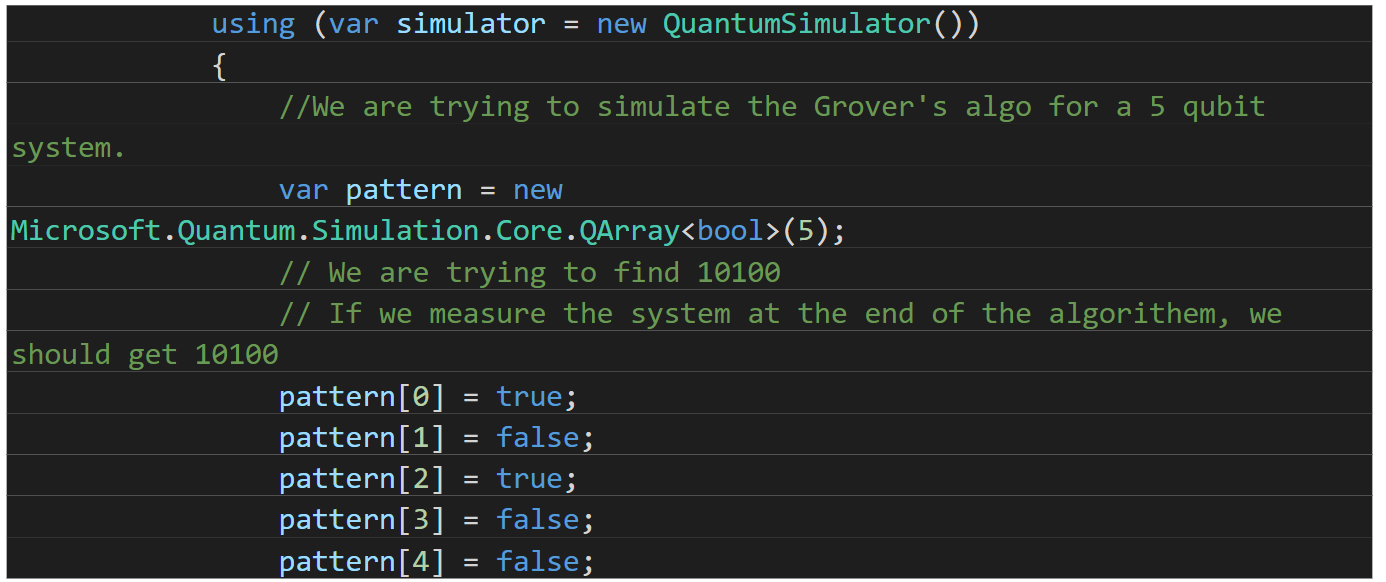 using (var simulator = new QuantumSimulator())
{
//We are trying to simulate the Grover's algo for a 5 qubit
system.
var pattern = new
Microsoft.Quantum.Simulation.Core.QArray<bool>(5);
// We are trying to find 10100
// If we measure the system at the end of the algorithem, we
should get 10100
pattern[0] = true;
pattern[1] = false;
pattern[2] = true;
pattern[3] = false;
pattern[4] = false;